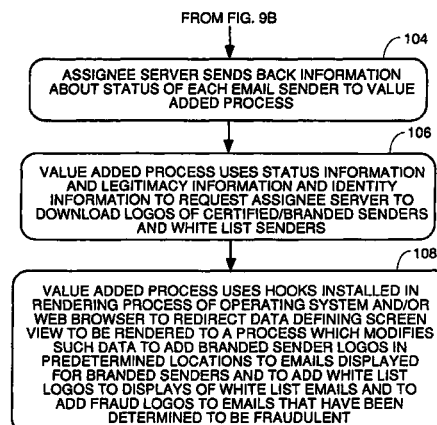 FROM FIG. 9B
104
ASSIGNEE SERVER SENDS BACK INFORMATION
ABOUT STATUS OF EACH EMAIL SENDER TO VALUE
ADDED PROCESS
106
VALUE ADDED PROCESS USES STATUS INFORMATION
AND LEGITIMACY INFORMATION AND IDENTITY
INFORMATION TO REQUEST ASSIGNEE SERVER TO
DOWNLOAD LOGOS OF CERTIFIED/BRANDED SENDERS
AND WHITE LIST SENDERS
108
VALUE ADDED PROCESS USES HOOKS INSTALLED IN
RENDERING PROCESS OF OPERATING SYSTEM AND/OR
WEB BROWSER TO REDIRECT DATA DEFINING SCREEN
VIEW TO BE RENDERED TO A PROCESS WHICH MODIFIES
SUCH DATA TO ADD BRANDED SENDER LOGOS IN
PREDETERMINED LOCATIONS TO EMAILS DISPLAYED
FOR BRANDED SENDERS AND TO ADD WHITE LIST
LOGOS TO DISPLAYS OF WHITE LIST EMAILS AND TO
ADD FRAUD LOGOS TO EMAILS THAT HAVE BEEN
DETERMINED TO BE FRAUDULENT